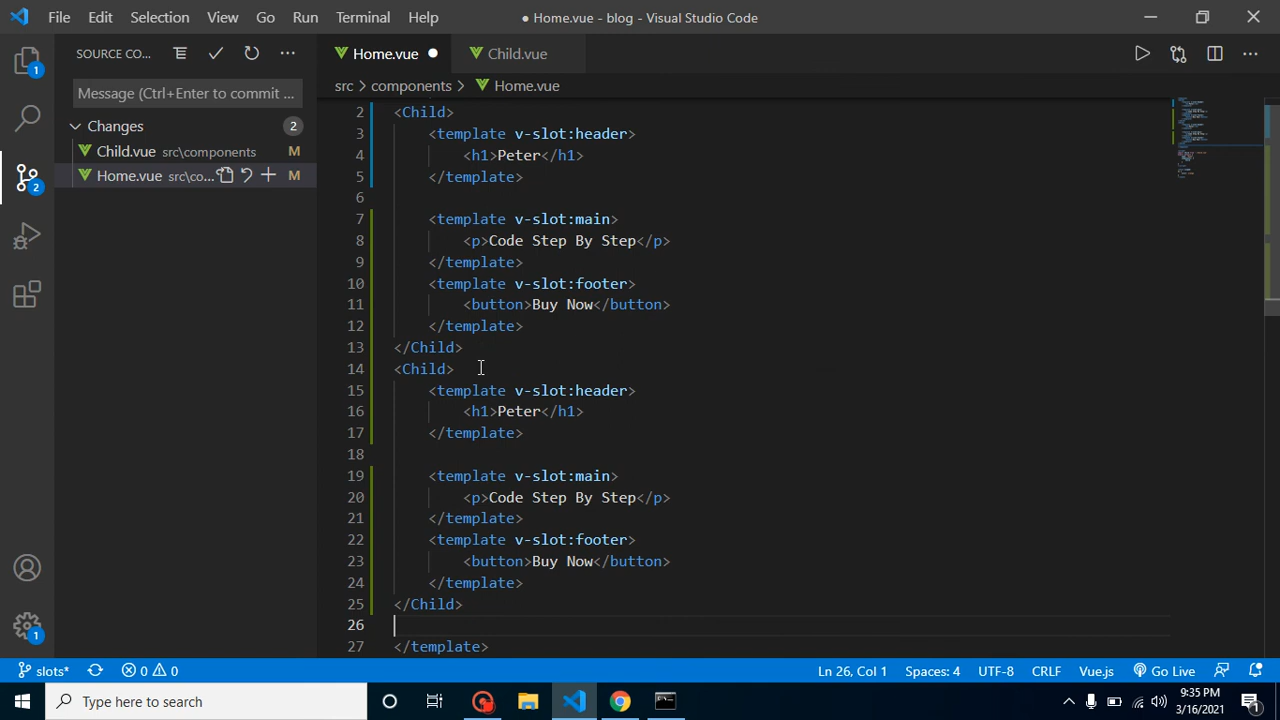 File Edit Selection View Go Run Terminal Help
● Home.vue - blog - Visual Studio Code
SOURCE CO...
Home.vue
Child.vue
Message (Ctrl+Enter to commit ...
src > components > Home.vue
Changes 2
Child.vue src\components M
Home.vue src\co... M
2 <Child>
3 <template v-slot:header>
4 <h1>Peter</h1>
5 </template>
6
7 <template v-slot:main>
8 <p>Code Step By Step</p>
9 </template>
10 <template v-slot:footer>
11 <button>Buy Now</button>
12 </template>
13 </Child>
14 <Child>
15 <template v-slot:header>
16 <h1>Peter</h1>
17 </template>
18
19 <template v-slot:main>
20 <p>Code Step By Step</p>
21 </template>
22 <template v-slot:footer>
23 <button>Buy Now</button>
24 </template>
25 </Child>
26
27 </template>
1
2
1
slots* 0 0 Ln 26, Col 1 Spaces: 4 UTF-8 CRLF Vue.js Go Live
Type here to search
9:35 PM
3/16/2021
1